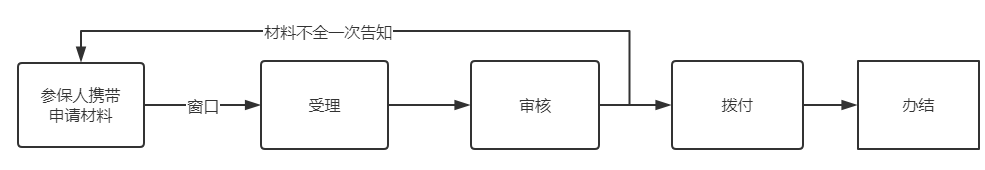 材料不全一次告知
参保人携带
申请材料
窗口
受理
审核
拨付
办结